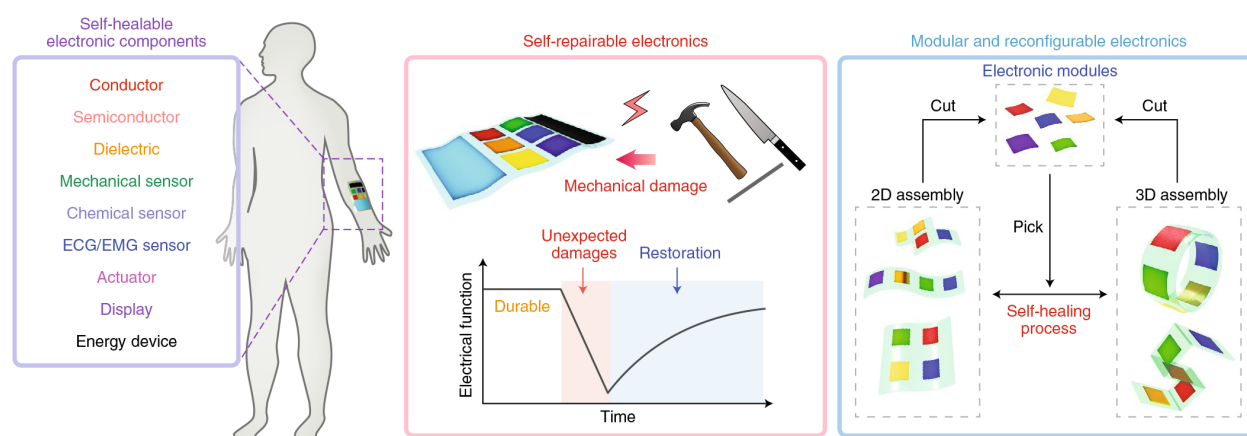 Self-healable
electronic components
Conductor
Semiconductor
Dielectric
Mechanical sensor
Chemical sensor
ECG/EMG sensor
Actuator
Display
Energy device
Self-repairable electronics
Mechanical damage
Unexpected
damages
Restoration
Durable
Electrical function
Time
Modular and reconfigurable electronics
Electronic modules
Cut
Cut
2D assembly
3D assembly
Pick
Self-healing
process